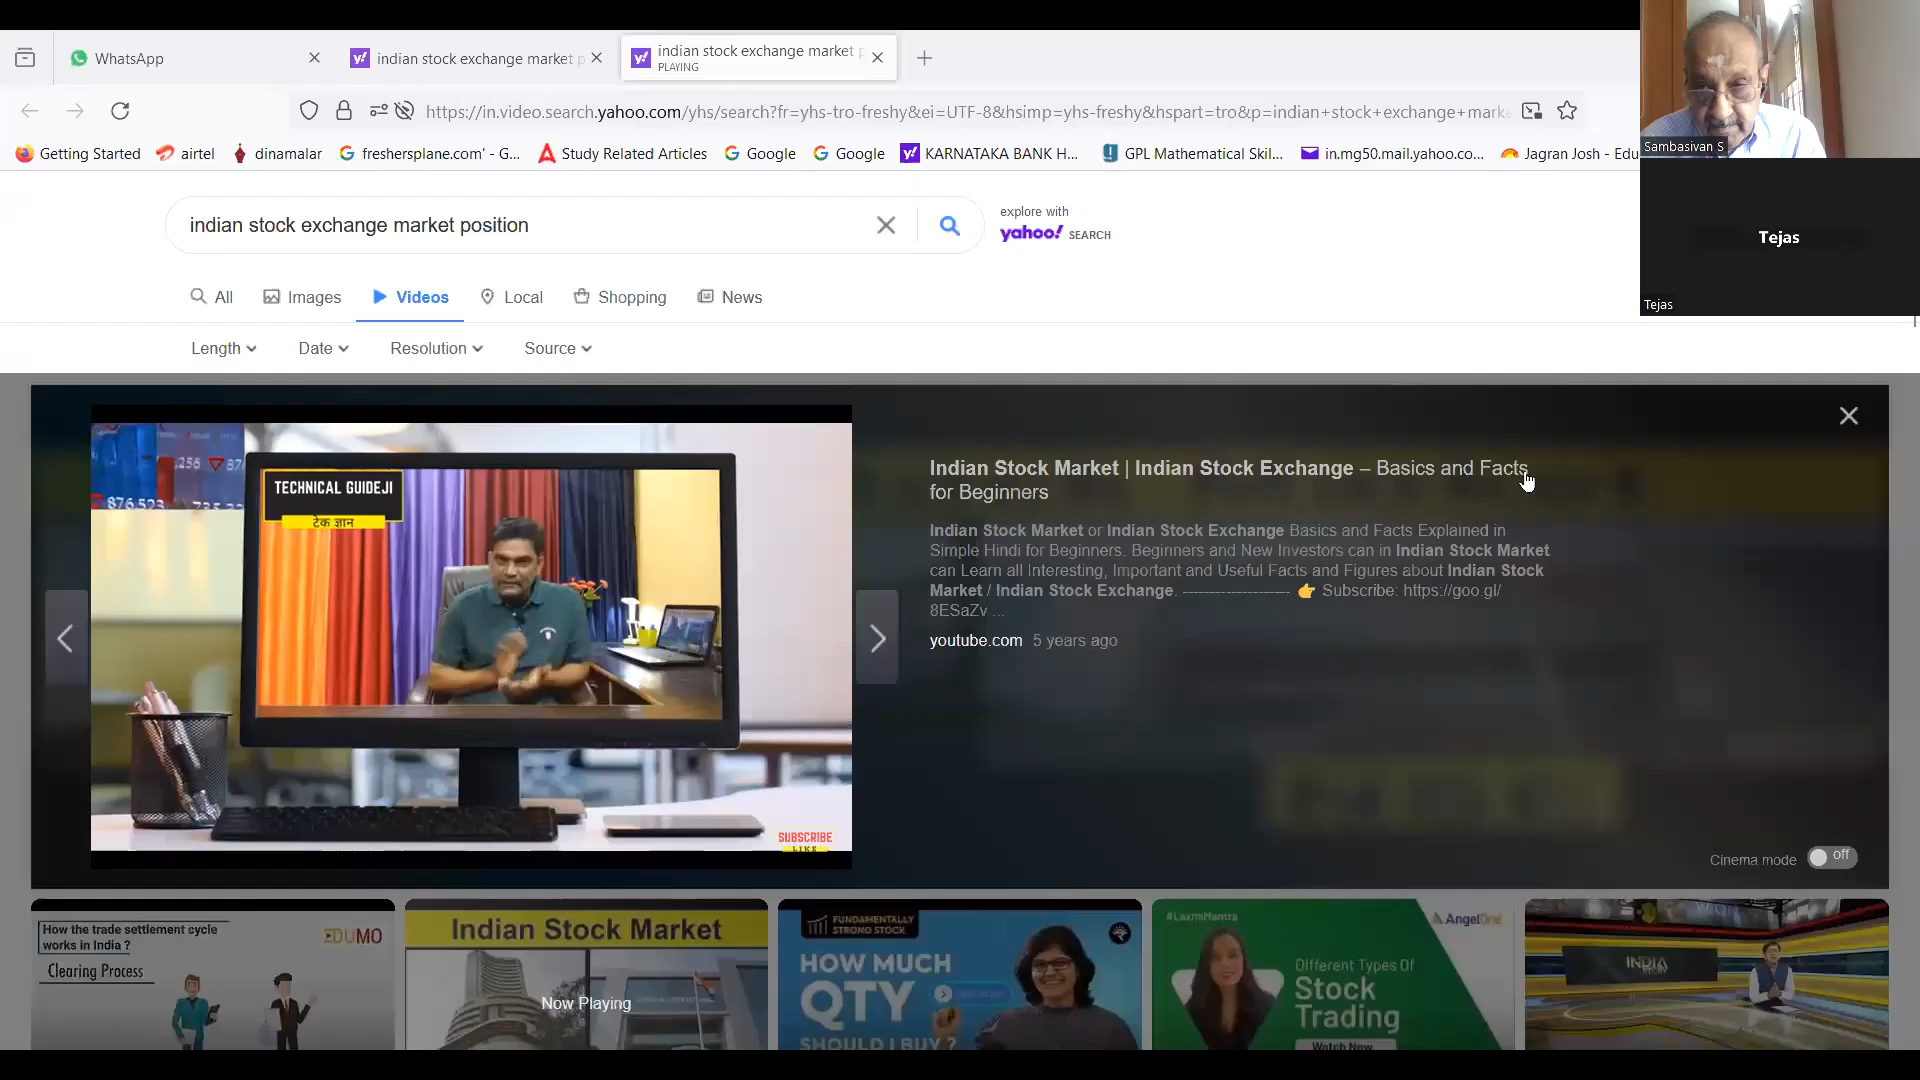 WhatsApp
indian stock exchange market p
indian stock exchange market p
PLAYING
https://in.video.search.yahoo.com/yhs/search?fr=yhs-tro-freshy&ei=UTF-8&hsimp=yhs-freshy&hspart=tro&p=indian+stock+exchange+marke
Getting Started
airtel
dinamalar
freshersplane.com' - G...
Study Related Articles
Google
Google
KARNATAKA BANK H...
GPL Mathematical Skil...
in.mg50.mail.yahoo.co...
Jagran Josh - Edu
Sambasivan S
Tejas
Tejas
indian stock exchange market position
explore with
yahoo! SEARCH
All
Images
Videos
Local
Shopping
News
Length
Date
Resolution
Source
TECHNICAL GUIDEJI
टेक ज्ञान
876523
SUBSCRIBE
LIKE
Indian Stock Market | Indian Stock Exchange – Basics and Facts
for Beginners
Indian Stock Market or Indian Stock Exchange Basics and Facts Explained in
Simple Hindi for Beginners. Beginners and New Investors can in Indian Stock Market
can Learn all Interesting, Important and Useful Facts and Figures about Indian Stock
Market / Indian Stock Exchange. -------------------- 👉 Subscribe: https://goo.gl/
8ESaZv ...
youtube.com 5 years ago
Cinema mode
off
How the trade settlement cycle
works in India ?
EDUMO
Clearing Process
Indian Stock Market
Now Playing
FUNDAMENTALLY
STRONG STOCK
HOW MUCH
QTY
SHOULD I BUY ?
#LaxmiMantra
AngelOne
Different Types Of
Stock
Trading
Watch Now
INDIA